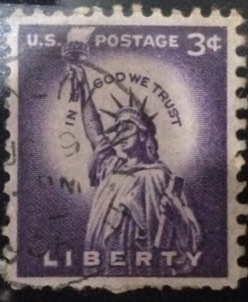 U.S. POSTAGE 3¢
IN GOD WE TRUST
LIBERTY